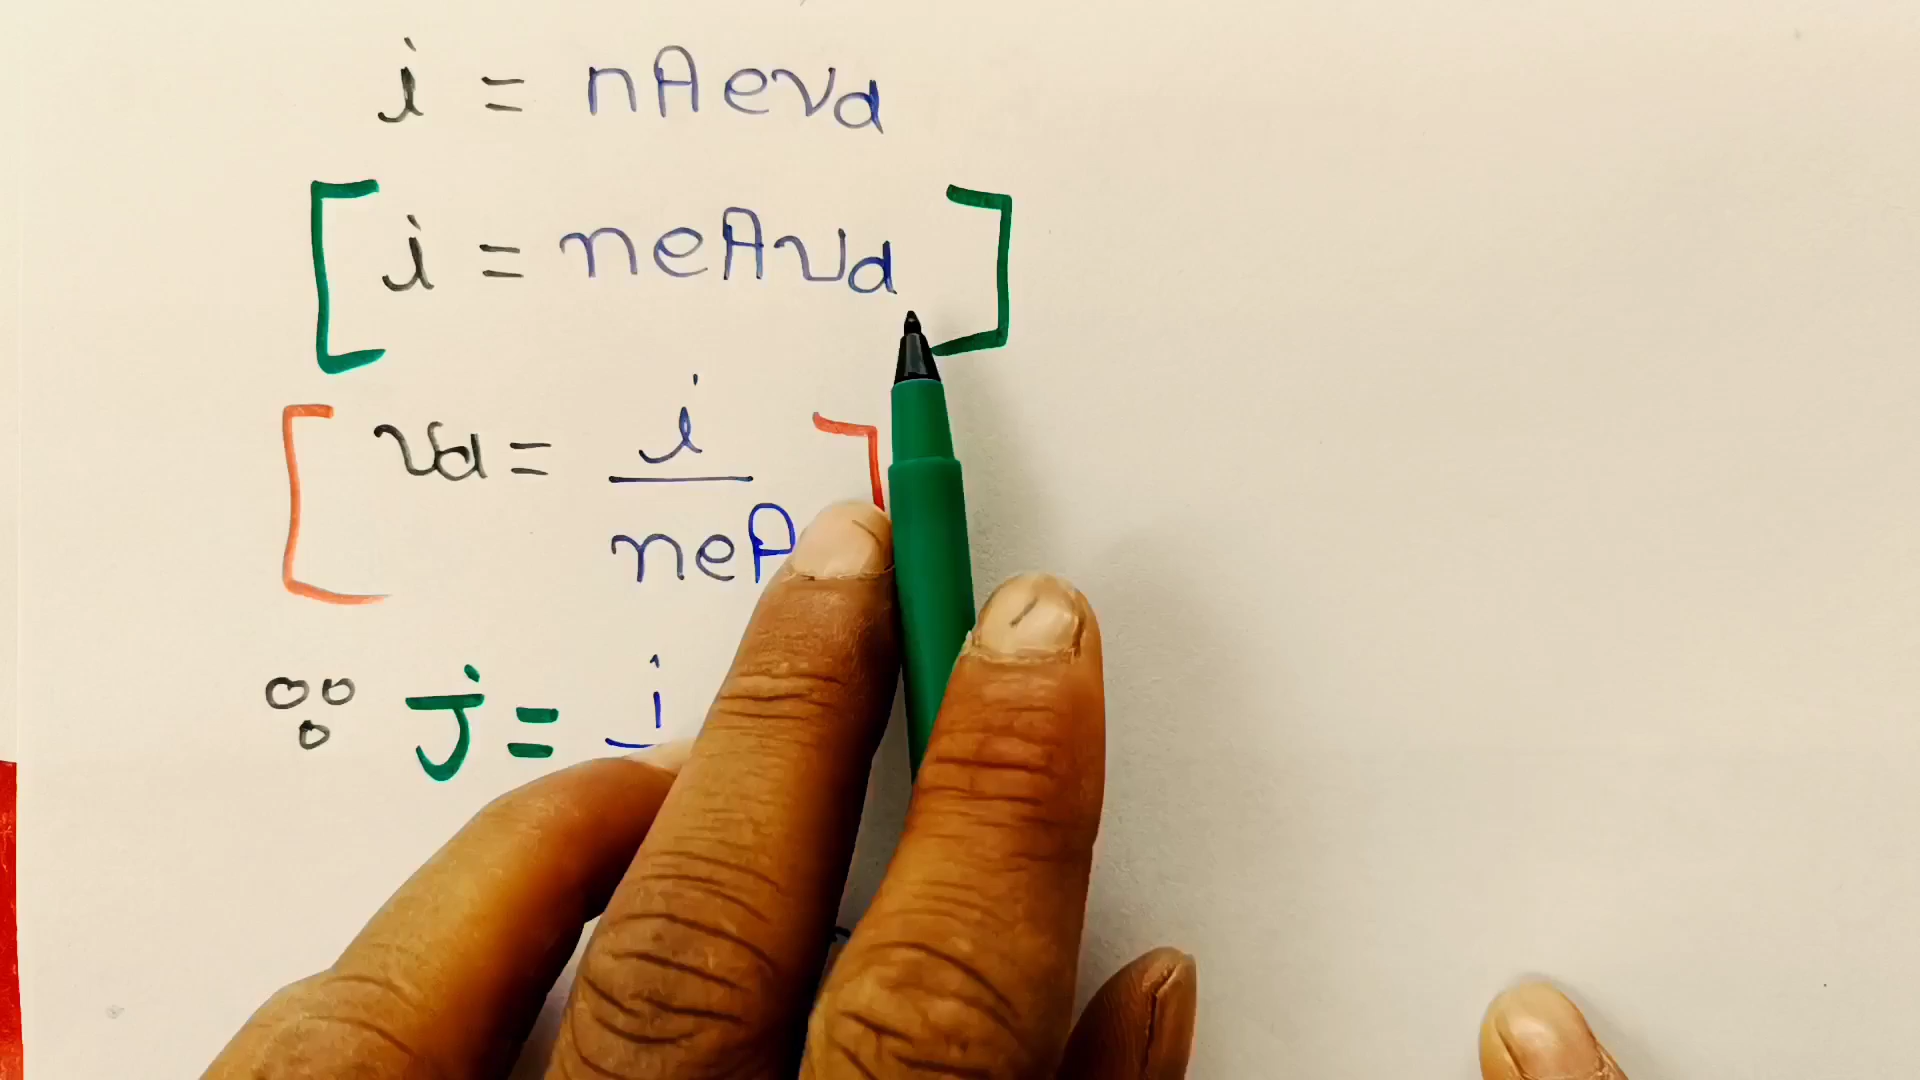 i = nAevd
[ i = neAvd ]
[ vd = i / neA ]
∵ J = i